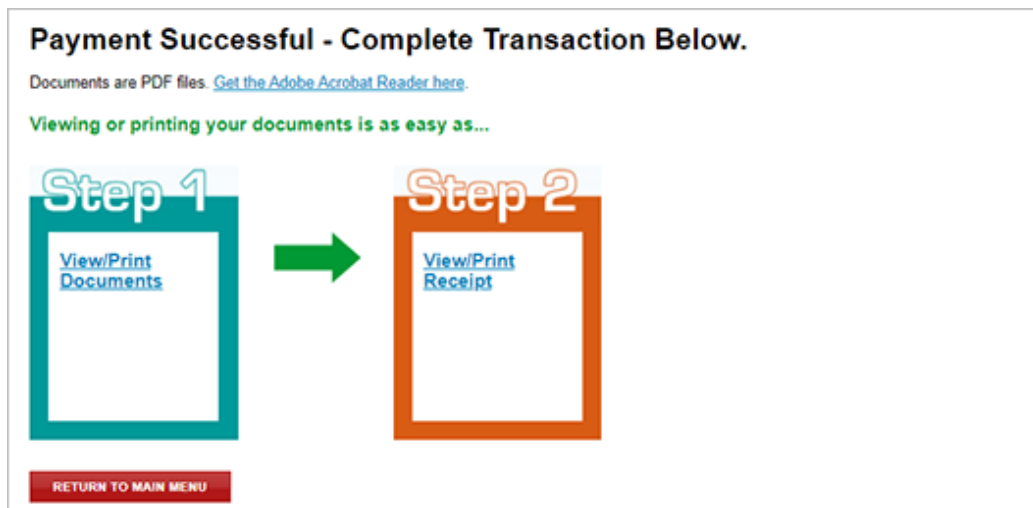 Payment Successful - Complete Transaction Below.
Documents are PDF files. Get the Adobe Acrobat Reader here.
Viewing or printing your documents is as easy as...
Step 1
View/Print
Documents
Step 2
View/Print
Receipt
RETURN TO MAIN MENU